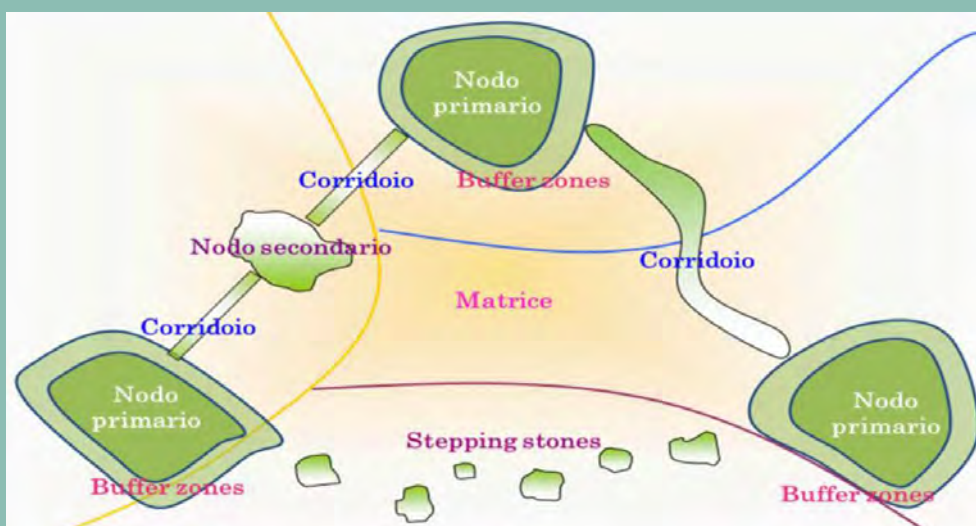 Nodo
primario
Corridoio
Buffer zones
Nodo secondario
Corridoio
Matrice
Corridoio
Nodo
primario
Nodo
primario
Stepping stones
Buffer zones
Buffer zones